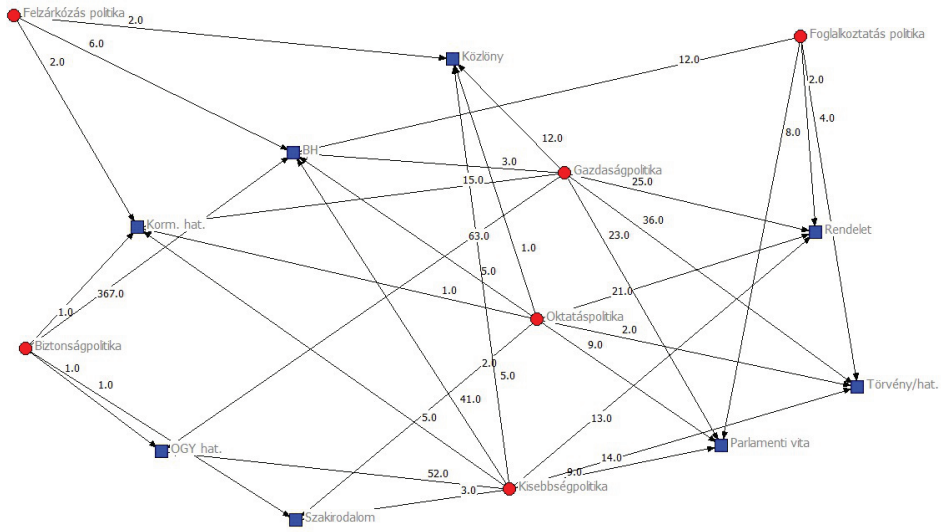 Felzárkózás politika
2.0
Foglalkoztatás politika
6.0
Közlöny
12.0
2.0
2.0
4.0
8.0
12.0
BH
3.0
Gazdaságpolitika
15.0
25.0
Korm. hat.
63.0
23.0
36.0
Rendelet
1.0
5.0
367.0
1.0
21.0
1.0
Oktatáspolitika
2.0
Biztonságpolitika
9.0
1.0
2.0
1.0
5.0
Törvény/hat.
41.0
5.0
13.0
OGY hat.
Parlamenti vita
14.0
52.0
9.0
3.0
Kisebbségpolitika
Szakirodalom